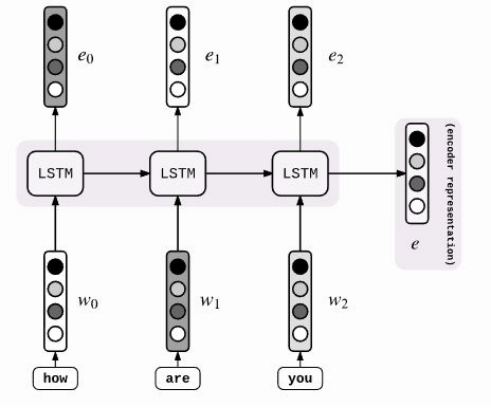 e₀ e₁ e₂
LSTM LSTM LSTM
(encoder representation)
e
w₀ w₁ w₂
how are you